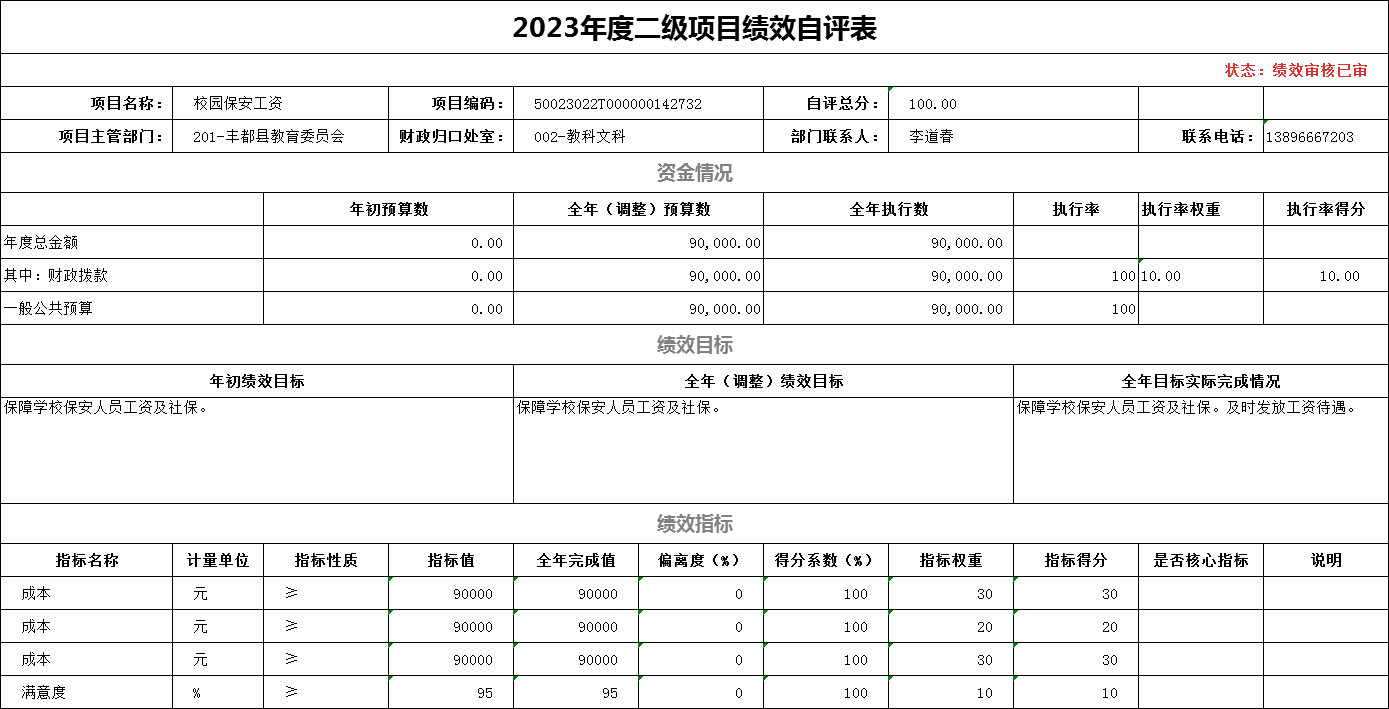 2023年度二级项目绩效自评表
状态：绩效审核已审
项目名称： 校园保安工资 项目编码： 50023022T000000142732 自评总分： 100.00
项目主管部门： 201-丰都县教育委员会 财政归口处室： 002-教科文科 部门联系人： 李道春 联系电话： 13896667203
资金情况
年初预算数 全年（调整）预算数 全年执行数 执行率 执行率权重 执行率得分
年度总金额 0.00 90,000.00 90,000.00
其中：财政拨款 0.00 90,000.00 90,000.00 100 10.00 10.00
一般公共预算 0.00 90,000.00 90,000.00 100
绩效目标
年初绩效目标 全年（调整）绩效目标 全年目标实际完成情况
保障学校保安人员工资及社保。 保障学校保安人员工资及社保。 保障学校保安人员工资及社保。及时发放工资待遇。
绩效指标
指标名称 计量单位 指标性质 指标值 全年完成值 偏离度（%） 得分系数（%） 指标权重 指标得分 是否核心指标 说明
成本 元 ≥ 90000 90000 0 100 30 30
成本 元 ≥ 90000 90000 0 100 20 20
成本 元 ≥ 90000 90000 0 100 30 30
满意度 % ≥ 95 95 0 100 10 10